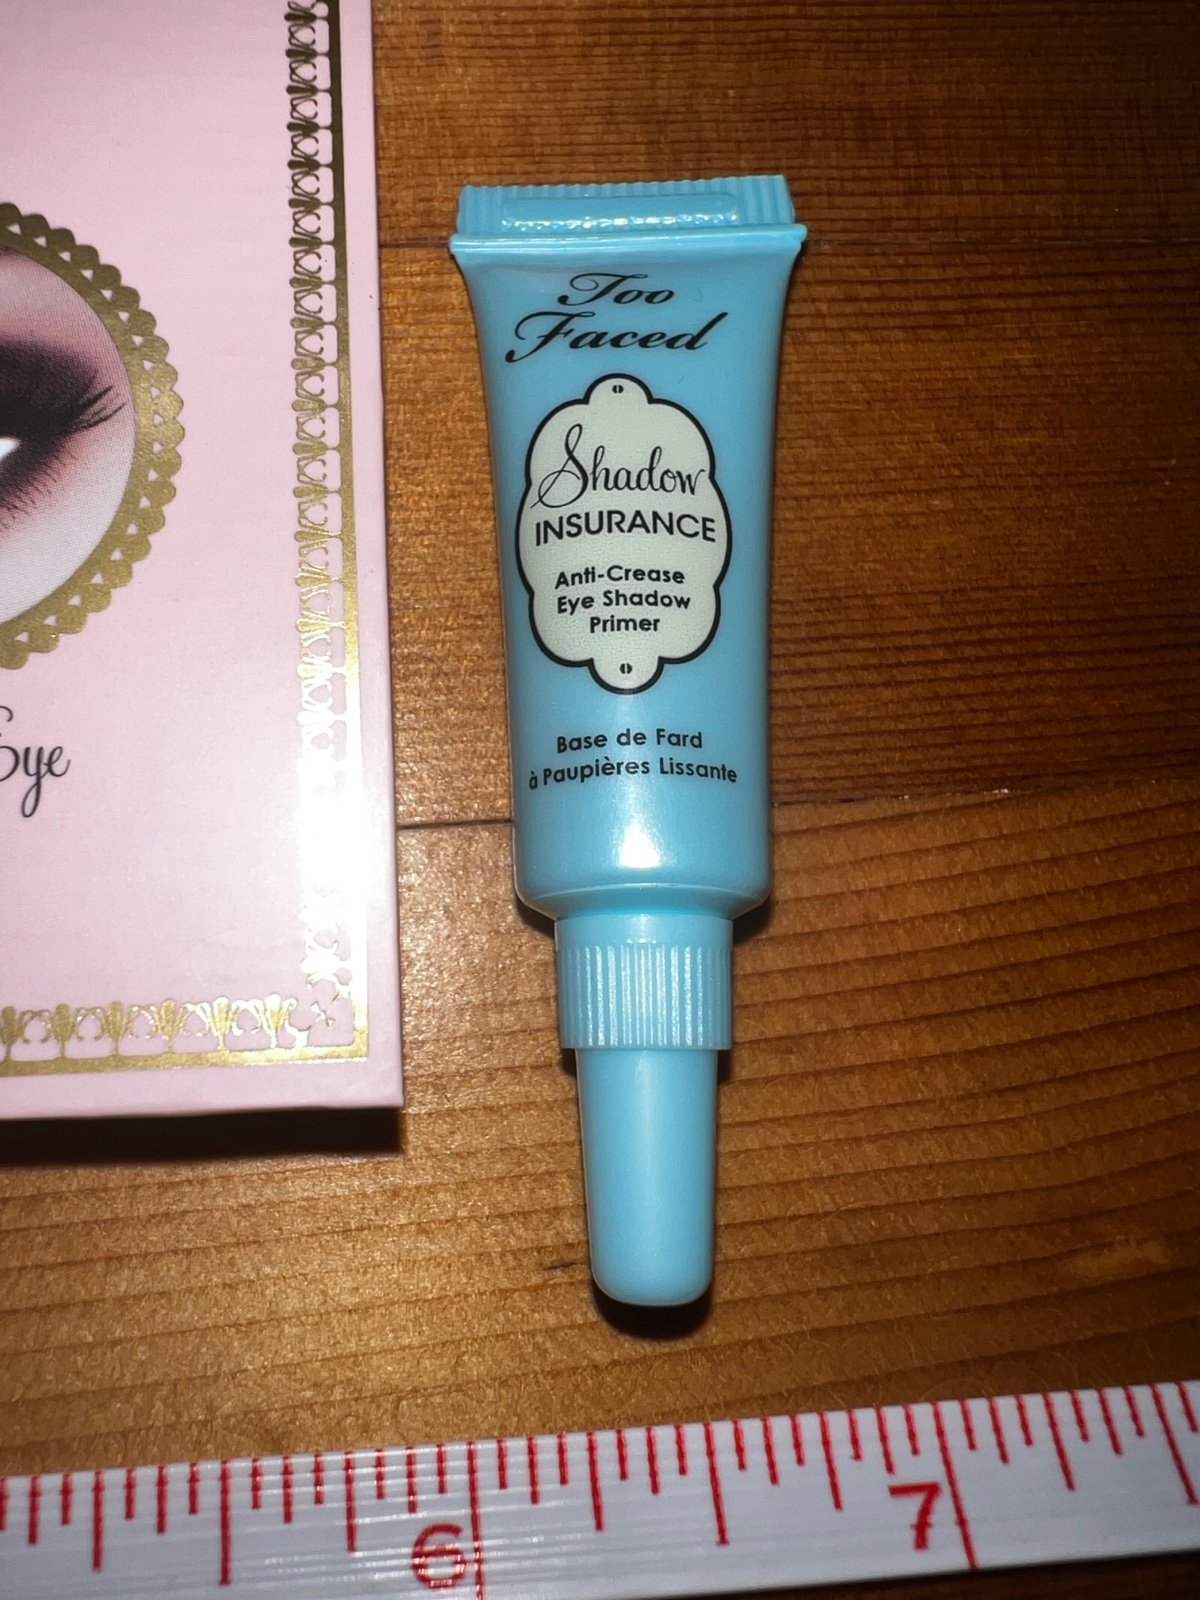 Too
Faced
Shadow
INSURANCE
Anti-Crease
Eye Shadow
Primer
Base de Fard
à Paupières Lissante
Eye
6
7